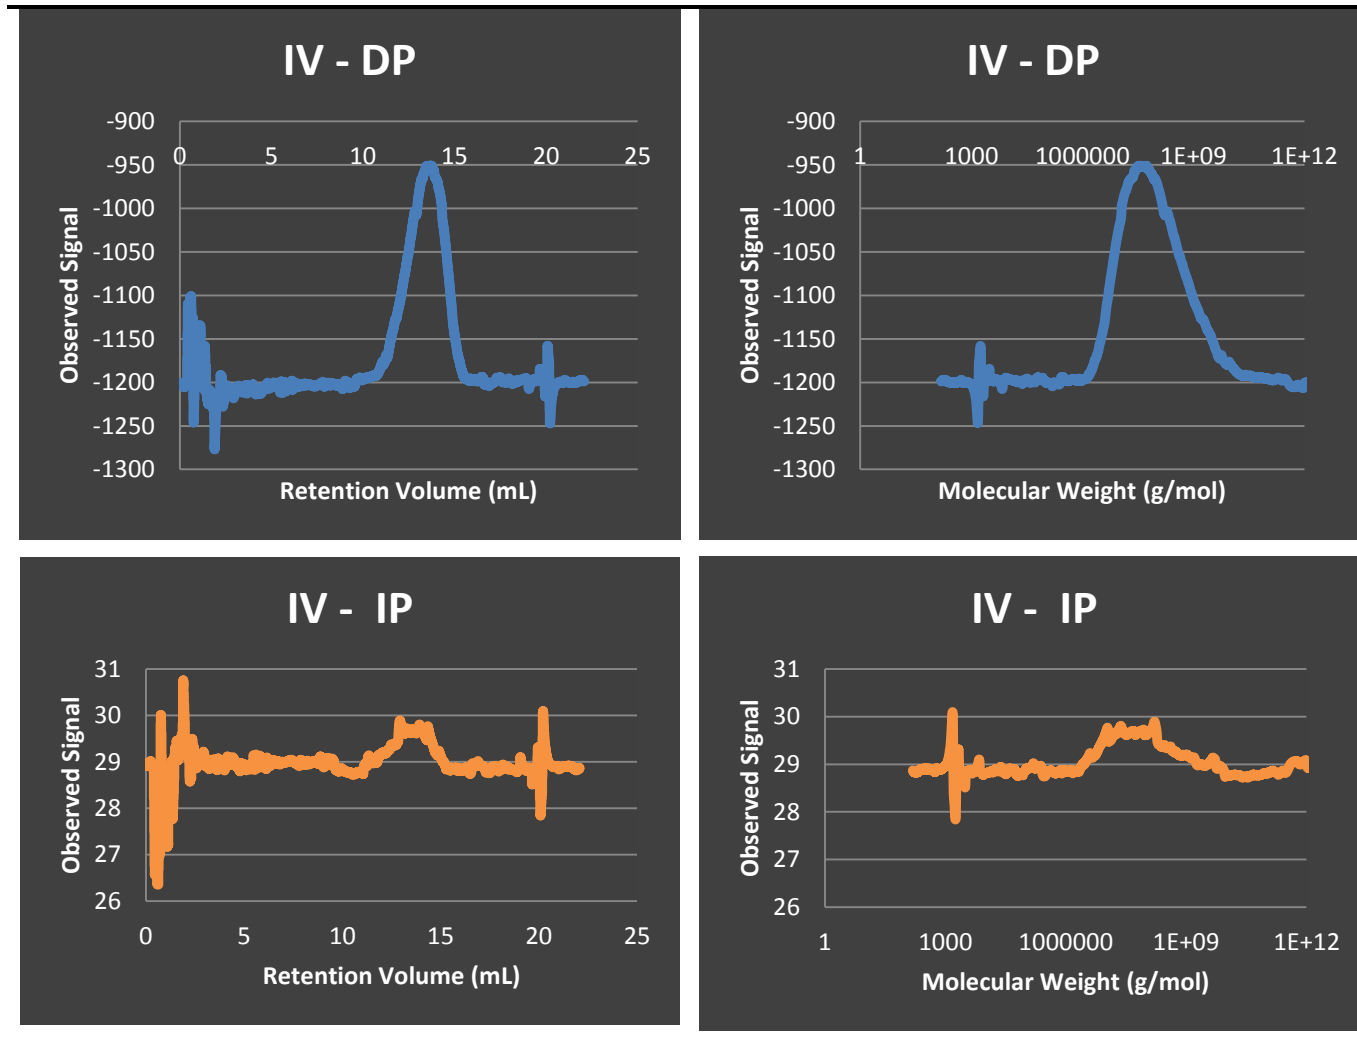 IV - DP
-900
-950
-1000
-1050
-1100
-1150
-1200
-1250
-1300
0 5 10 15 20 25
Observed Signal
Retention Volume (mL)
IV - DP
-900
-950
-1000
-1050
-1100
-1150
-1200
-1250
-1300
1 1000 1000000 1E+09 1E+12
Observed Signal
Molecular Weight (g/mol)
IV -  IP
31
30
29
28
27
26
0 5 10 15 20 25
Observed Signal
Retention Volume (mL)
IV -  IP
31
30
29
28
27
26
1 1000 1000000 1E+09 1E+12
Observed Signal
Molecular Weight (g/mol)